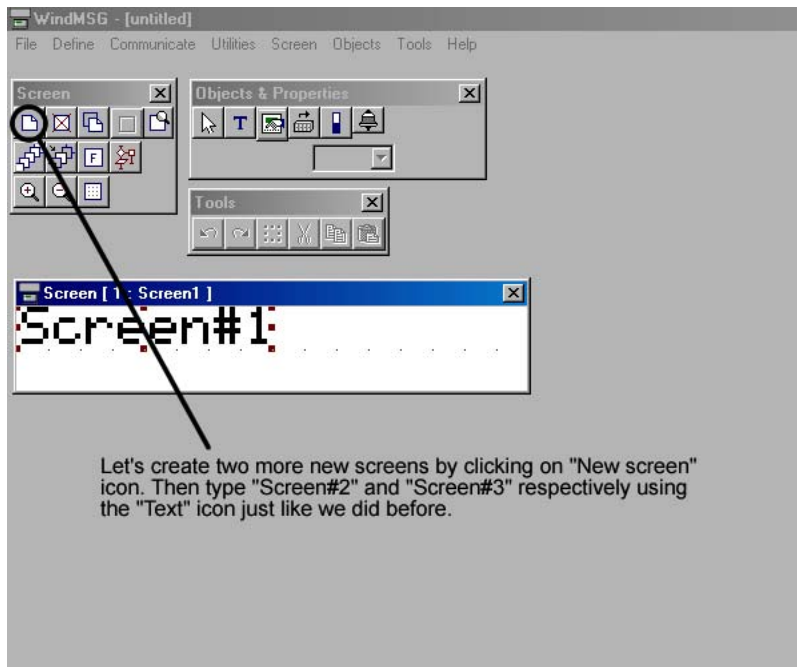 WindMSG - [untitled]
File Define Communicate Utilities Screen Objects Tools Help
Screen
Objects & Properties
T
F
Tools
Screen [ 1 : Screen1 ]
Screen#1
Let's create two more new screens by clicking on "New screen"
icon. Then type "Screen#2" and "Screen#3" respectively using
the "Text" icon just like we did before.